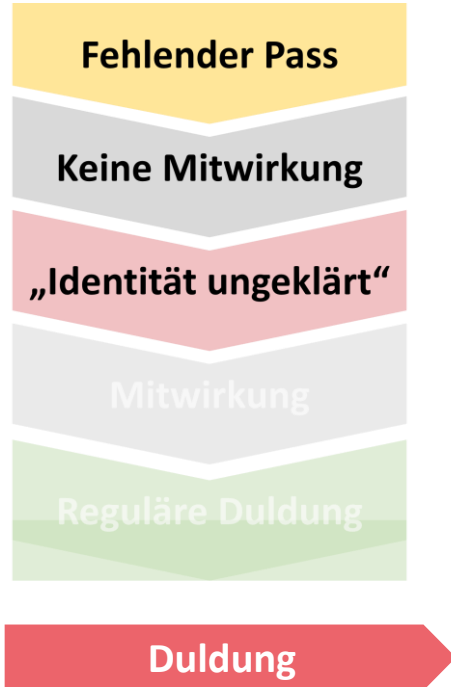 Fehlender Pass
Keine Mitwirkung
„Identität ungeklärt“
Mitwirkung
Reguläre Duldung
Duldung